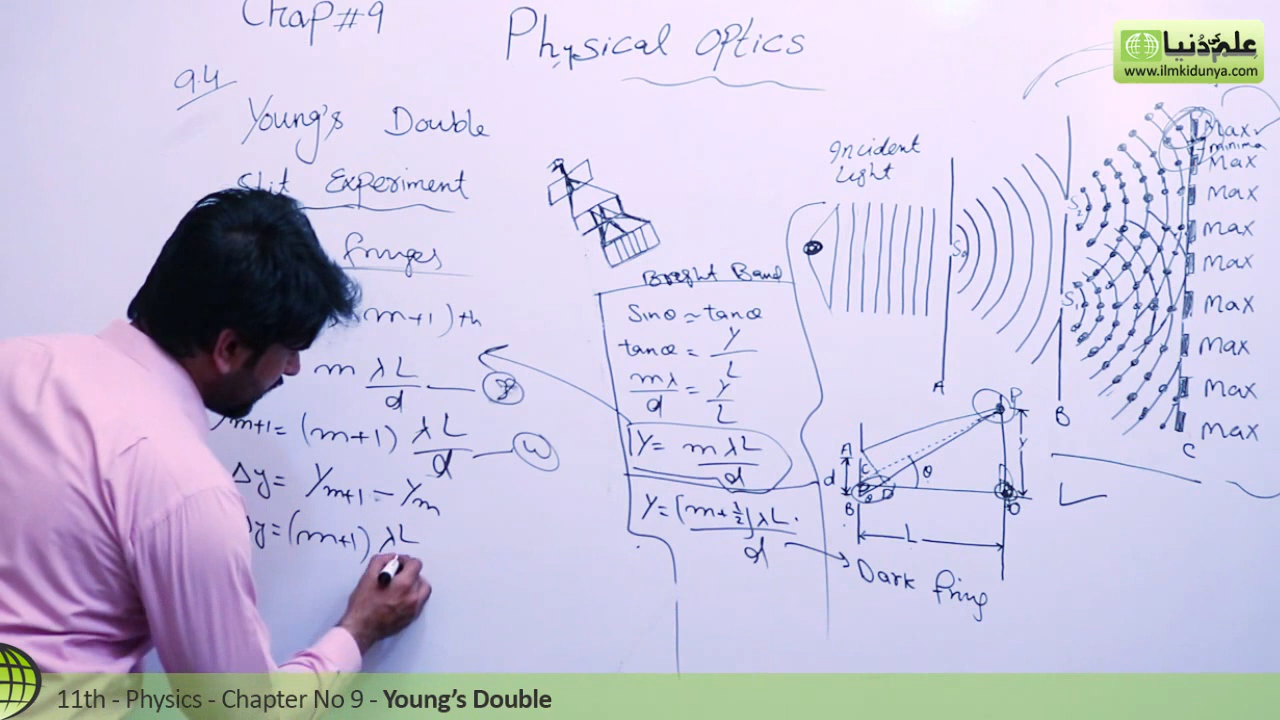 Chap#9
Physical optics
علم کی دنیا
www.ilmkidunya.com
9.4
Young's Double
Slit Experiment
fringes
(m+1)th
m λL/d
Ym+1 = (m+1) λL/d
Δy = Ym+1 - Ym
Δy = (m+1) λL
Bright Band
Sinθ ≃ tanθ
tanθ = Y/L
mλ/d = Y/L
Y = mλL/d
Y = (m+½)λL/d
Dark fring
Incident
Light
S₀
A
S₂
S₁
B
Max
minima
Max
Max
Max
Max
Max
Max
Max
Max
C
P
A
C
d
θ
Y
B
θ
D
O
L
11th - Physics - Chapter No 9 - Young's Double